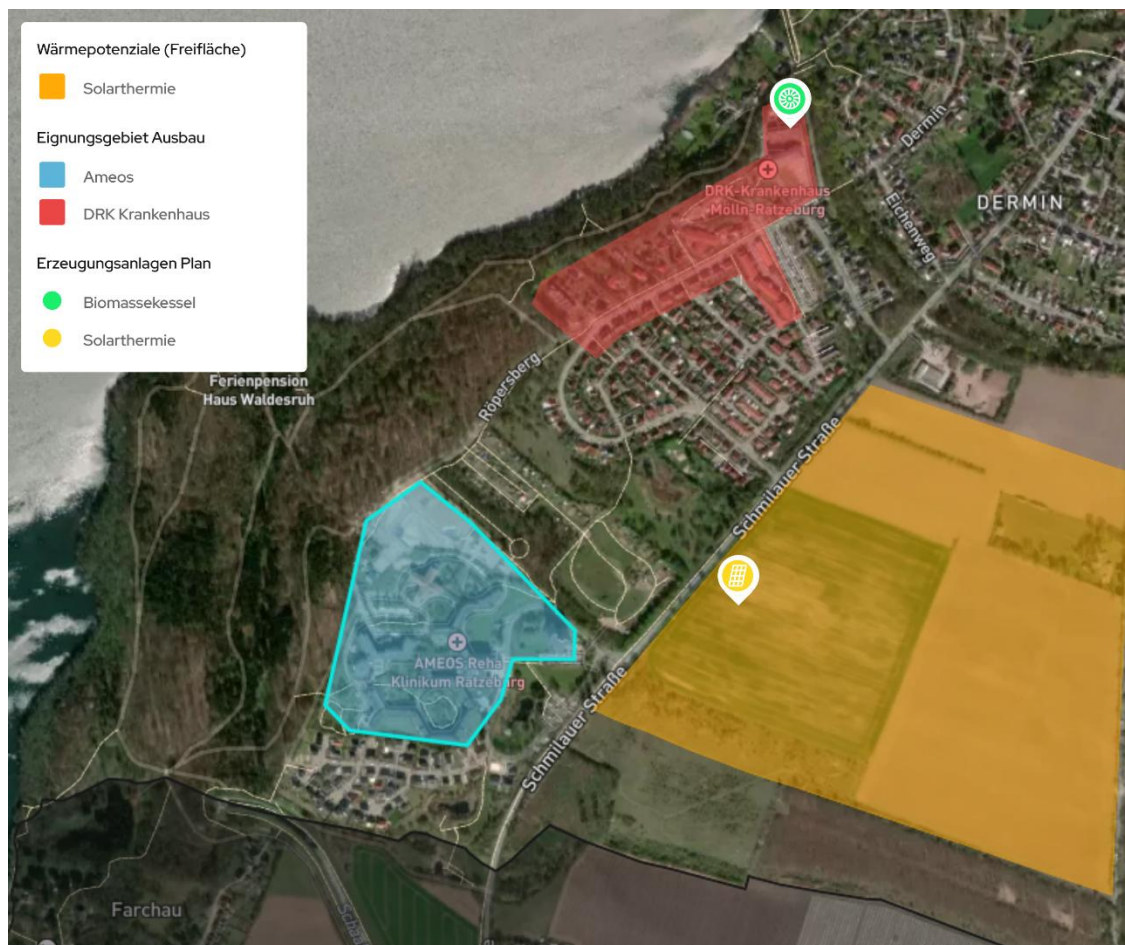 Wärmepotenziale (Freifläche)
Solarthermie
Eignungsgebiet Ausbau
Ameos
DRK Krankenhaus
Erzeugungsanlagen Plan
Biomassekessel
Solarthermie
Dermin
DRK-Krankenhaus
Mölln-Ratzeburg
Eichenweg
DERMIN
Ferienpension
Haus Waldesruh
Röpersberg
Schmilauer Straße
AMEOS Reha
Klinikum Ratzeburg
Schmilauer Straße
Farchau